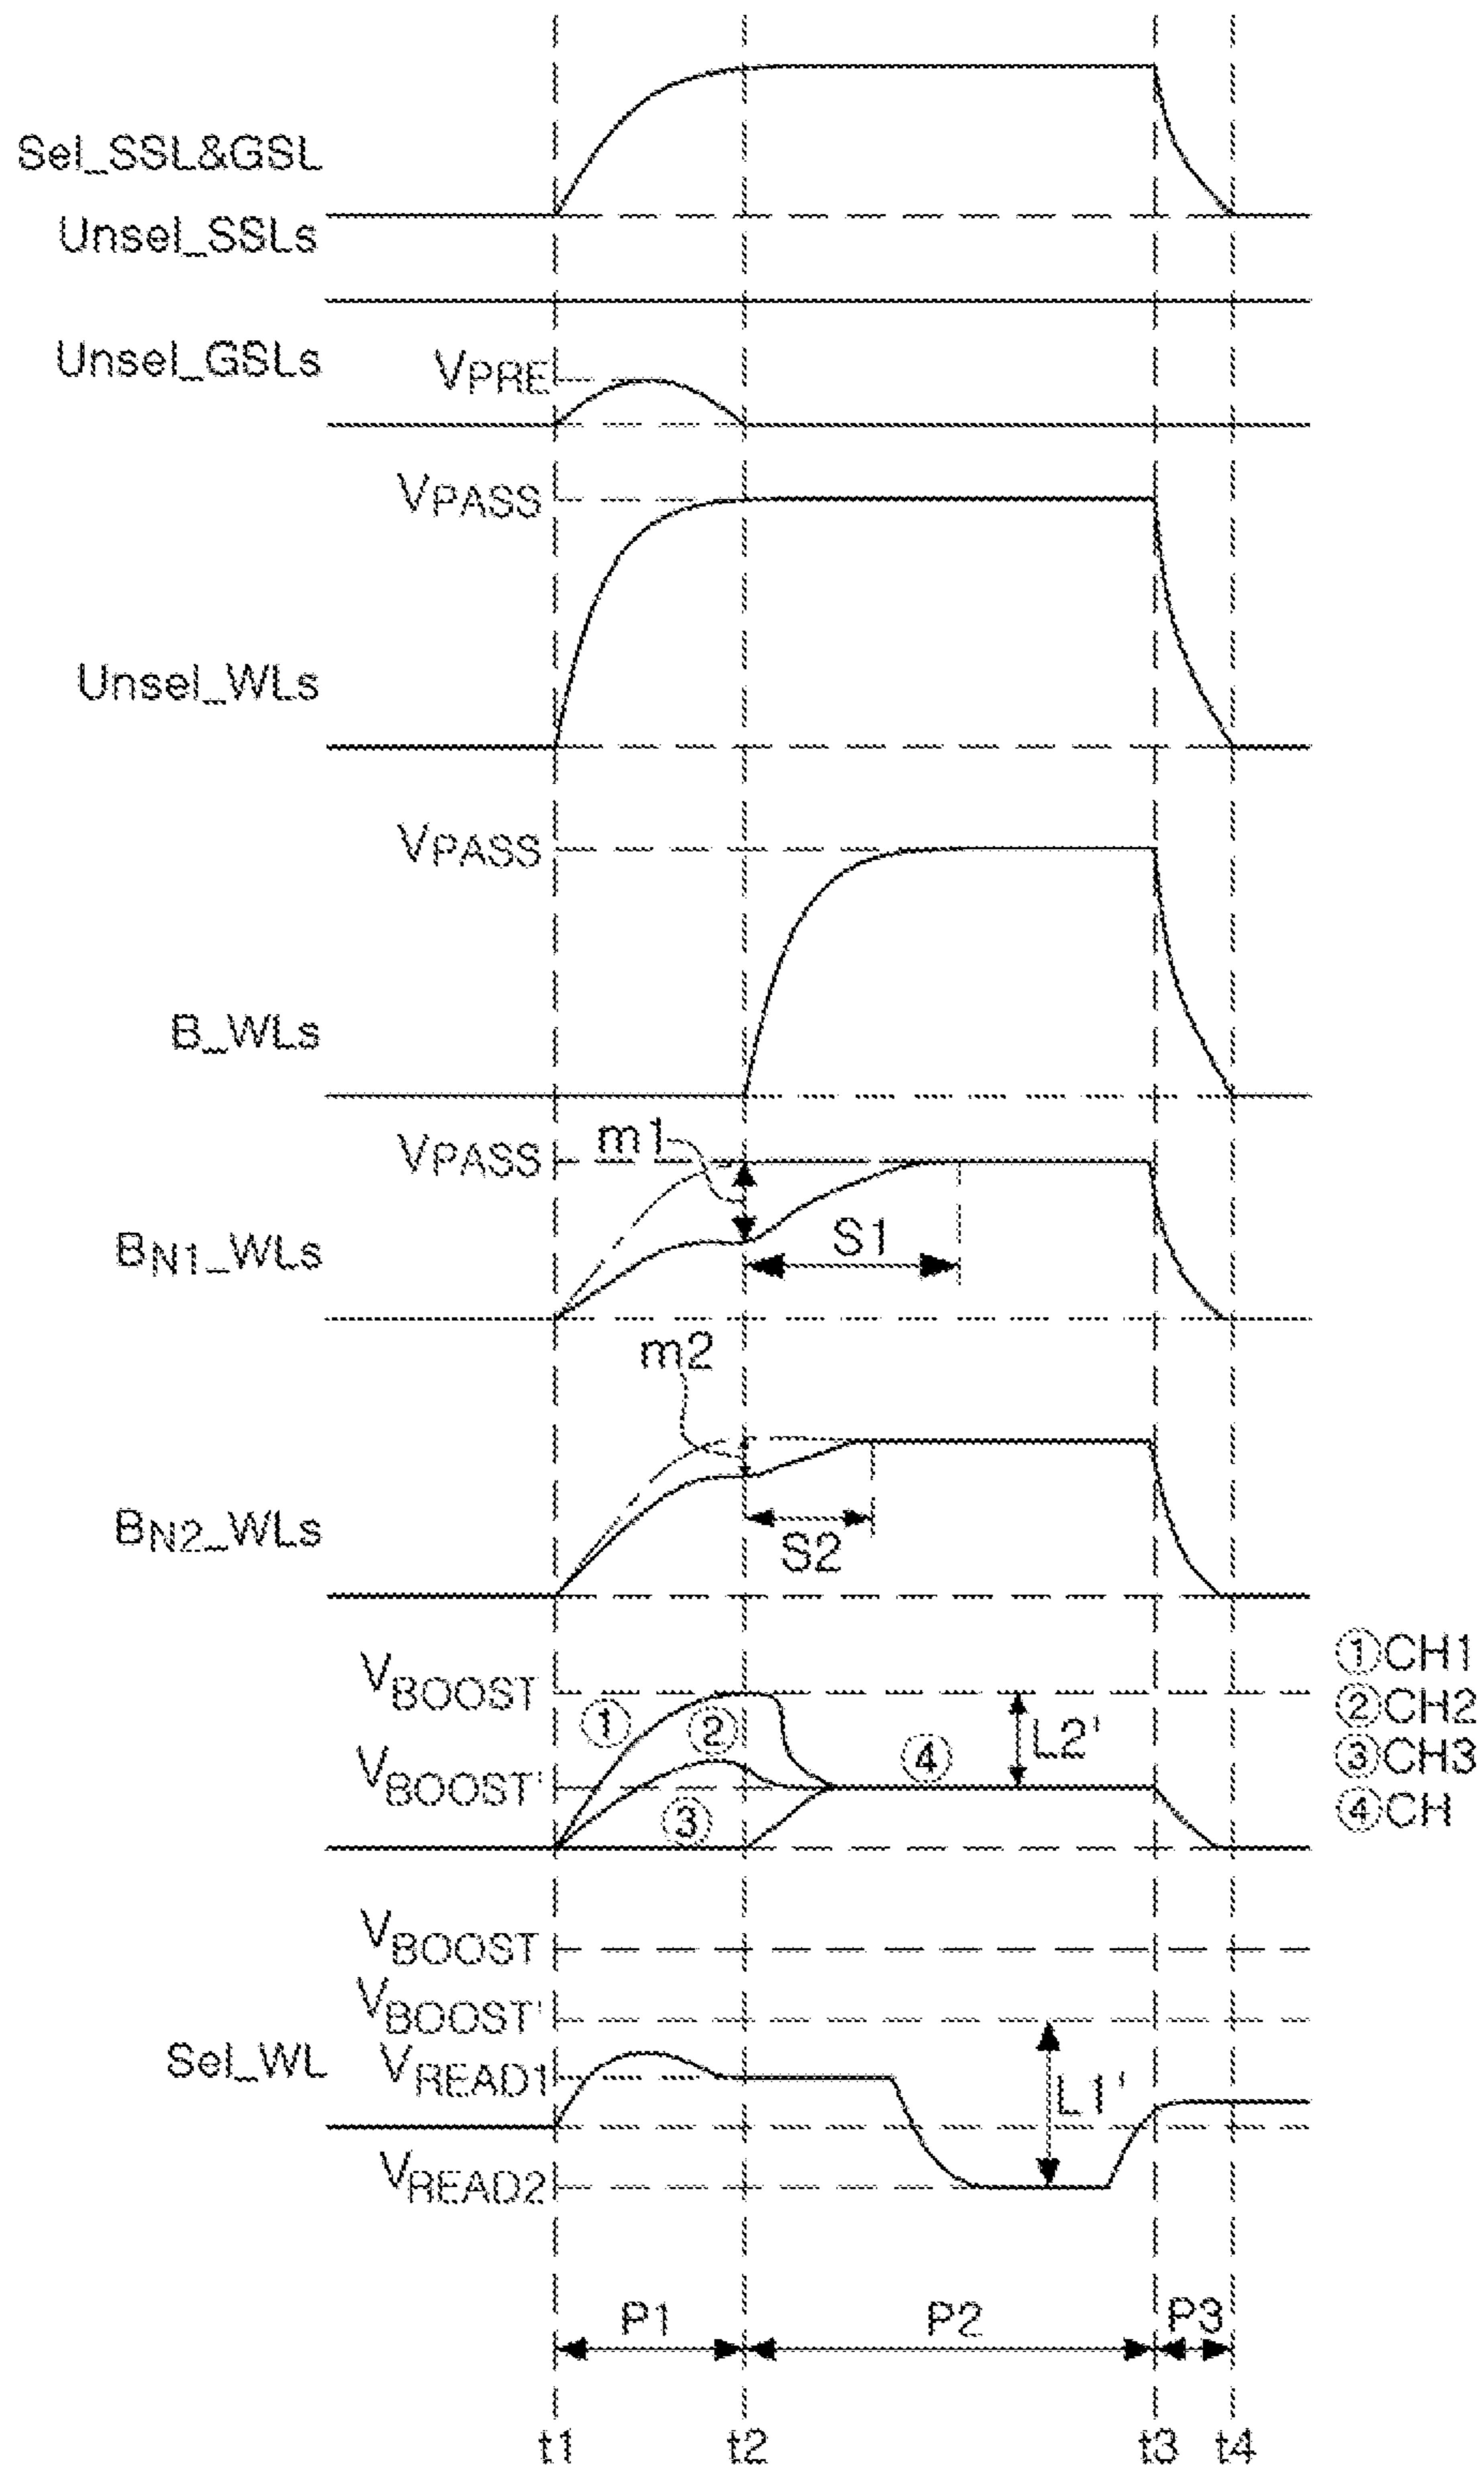 Sel_SSL&GSL
Unsel_SSLs
Unsel_GSLs
VPRE
VPASS
Unsel_WLs
VPASS
B_WLs
VPASS
m1
S1
BN1_WLs
m2
S2
BN2_WLs
VBOOST
①
②
L2'
VBOOST'
④
③
①CH1
②CH2
③CH3
④CH
VBOOST
VBOOST'
Sel_WL
VREAD1
L1'
VREAD2
P1
P2
P3
t1
t2
t3
t4